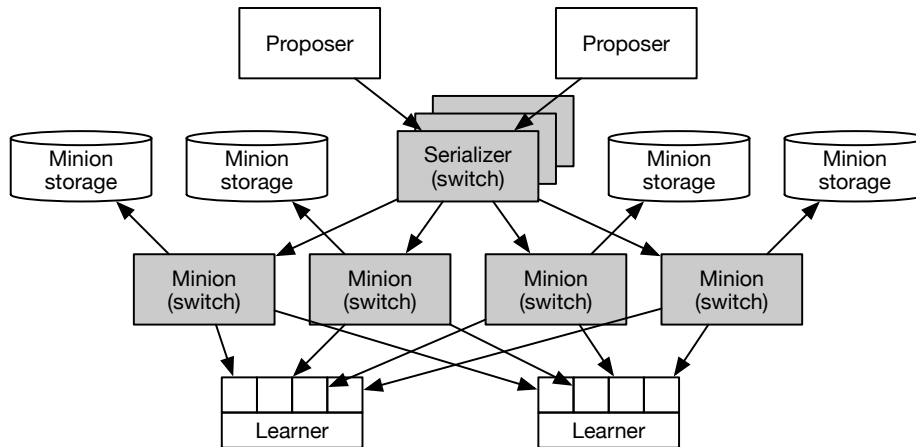 Proposer
Proposer
Serializer
(switch)
Minion
storage
Minion
storage
Minion
storage
Minion
storage
Minion
(switch)
Minion
(switch)
Minion
(switch)
Minion
(switch)
Learner
Learner